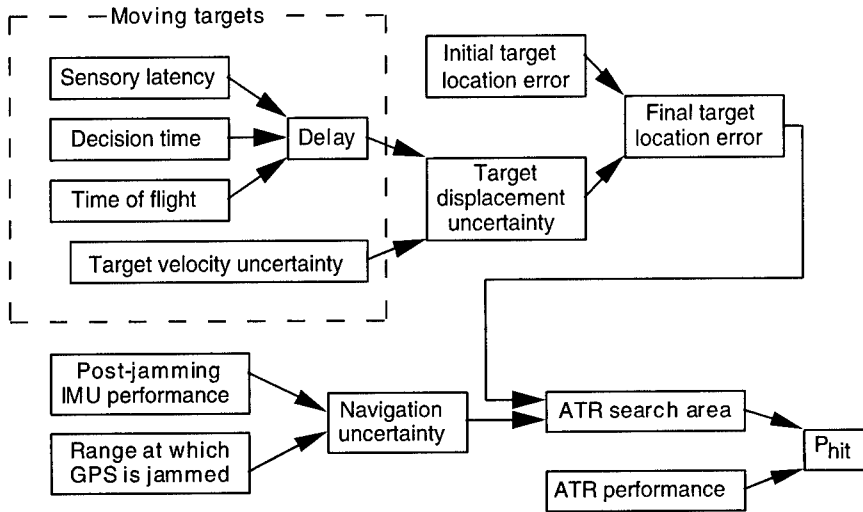 Moving targets
Sensory latency
Decision time
Time of flight
Delay
Target velocity uncertainty
Initial target
location error
Final target
location error
Target
displacement
uncertainty
Post-jamming
IMU performance
Range at which
GPS is jammed
Navigation
uncertainty
ATR search area
ATR performance
Phit